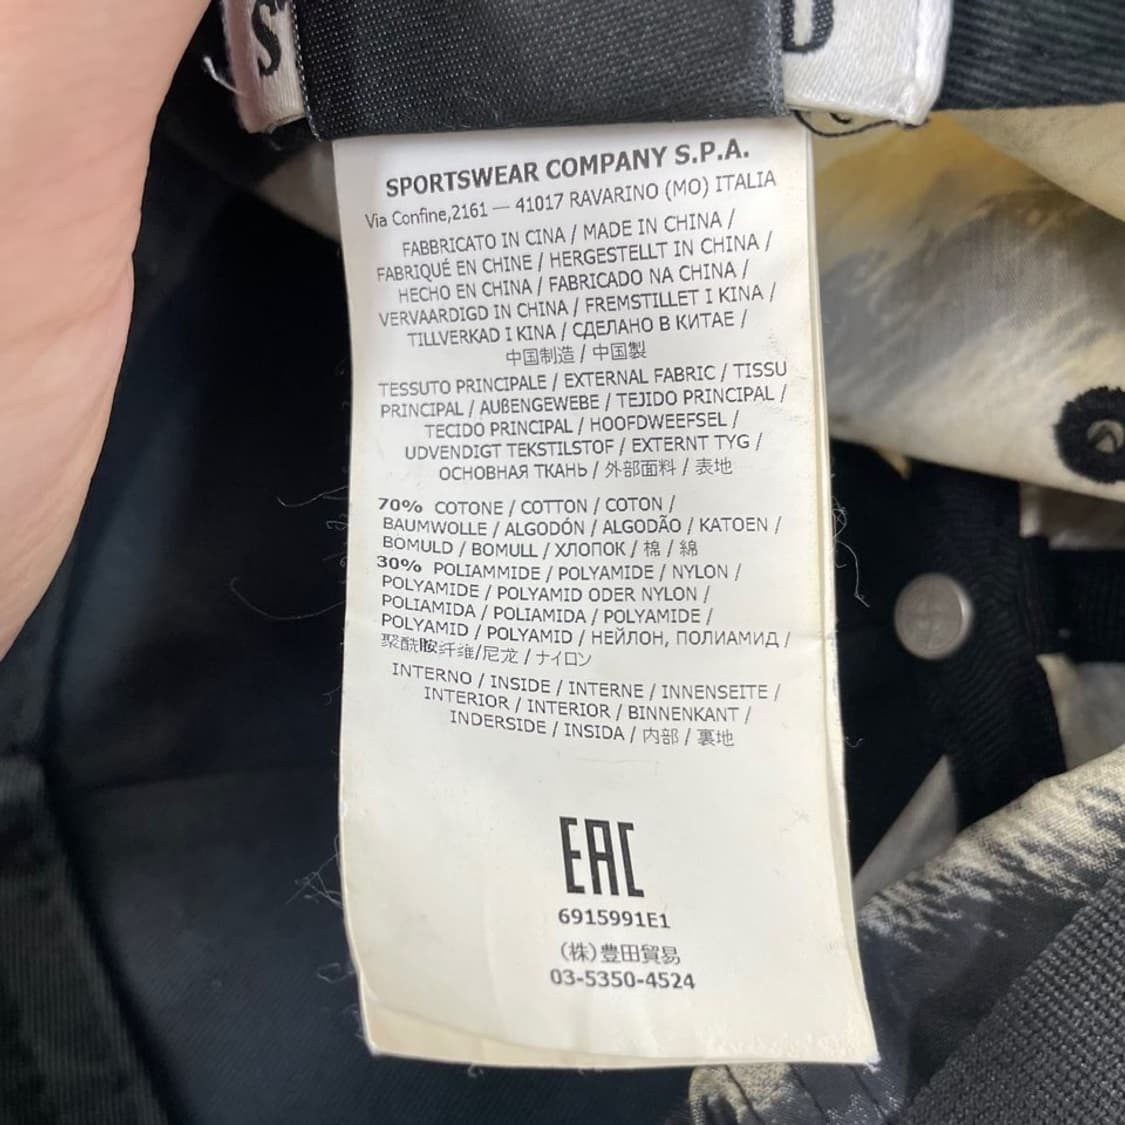 SPORTSWEAR COMPANY S.P.A.
Via Confine,2161 — 41017 RAVARINO (MO) ITALIA
FABBRICATO IN CINA / MADE IN CHINA /
FABRIQUÉ EN CHINE / HERGESTELLT IN CHINA /
HECHO EN CHINA / FABRICADO NA CHINA /
VERVAARDIGD IN CHINA / FREMSTILLET I KINA /
TILLVERKAD I KINA / СДЕЛАНО В КИТАЕ /
中国制造 / 中国製
TESSUTO PRINCIPALE / EXTERNAL FABRIC / TISSU
PRINCIPAL / AUßENGEWEBE / TEJIDO PRINCIPAL /
TECIDO PRINCIPAL / HOOFDWEEFSEL /
UDVENDIGT TEKSTILSTOF / EXTERNT TYG /
ОСНОВНАЯ ТКАНЬ / 外部面料 / 表地
70% COTONE / COTTON / COTON /
BAUMWOLLE / ALGODÓN / ALGODÃO / KATOEN /
BOMULD / BOMULL / ХЛОПОК / 棉 / 綿
30% POLIAMMIDE / POLYAMIDE / NYLON /
POLYAMIDE / POLYAMID ODER NYLON /
POLIAMIDA / POLIAMIDA / POLYAMIDE /
POLYAMID / POLYAMID / НЕЙЛОН, ПОЛИАМИД /
聚酰胺纤维/尼龙 / ナイロン
INTERNO / INSIDE / INTERNE / INNENSEITE /
INTERIOR / INTERIOR / BINNENKANT /
INDERSIDE / INSIDA / 内部 / 裏地
EAC
6915991E1
(株)豊田貿易
03-5350-4524